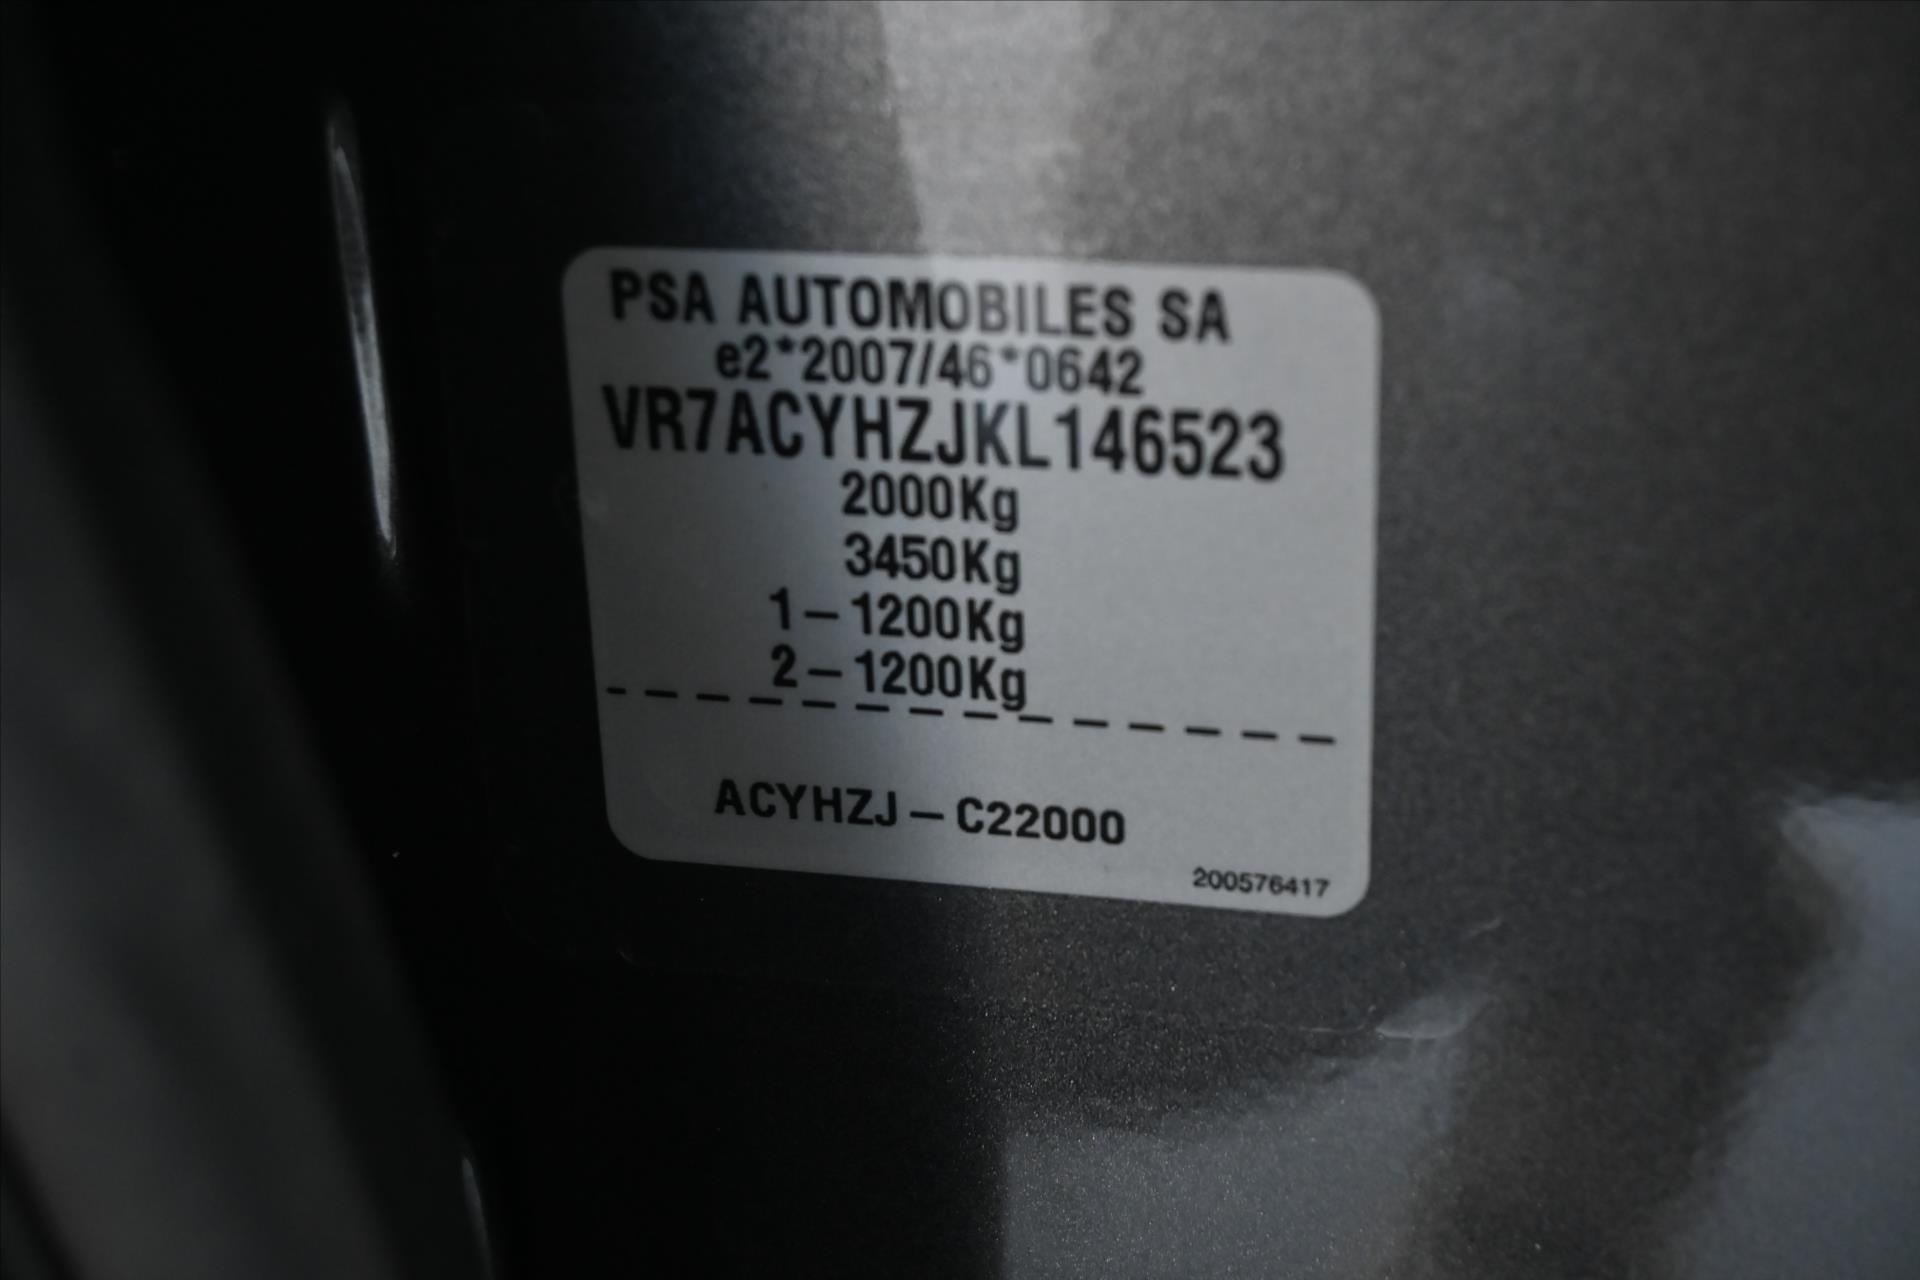 PSA AUTOMOBILES SA
e2*2007/46*0642
VR7ACYHZJKL146523
2000Kg
3450Kg
1–1200Kg
2–1200Kg
ACYHZJ–C22000
200576417